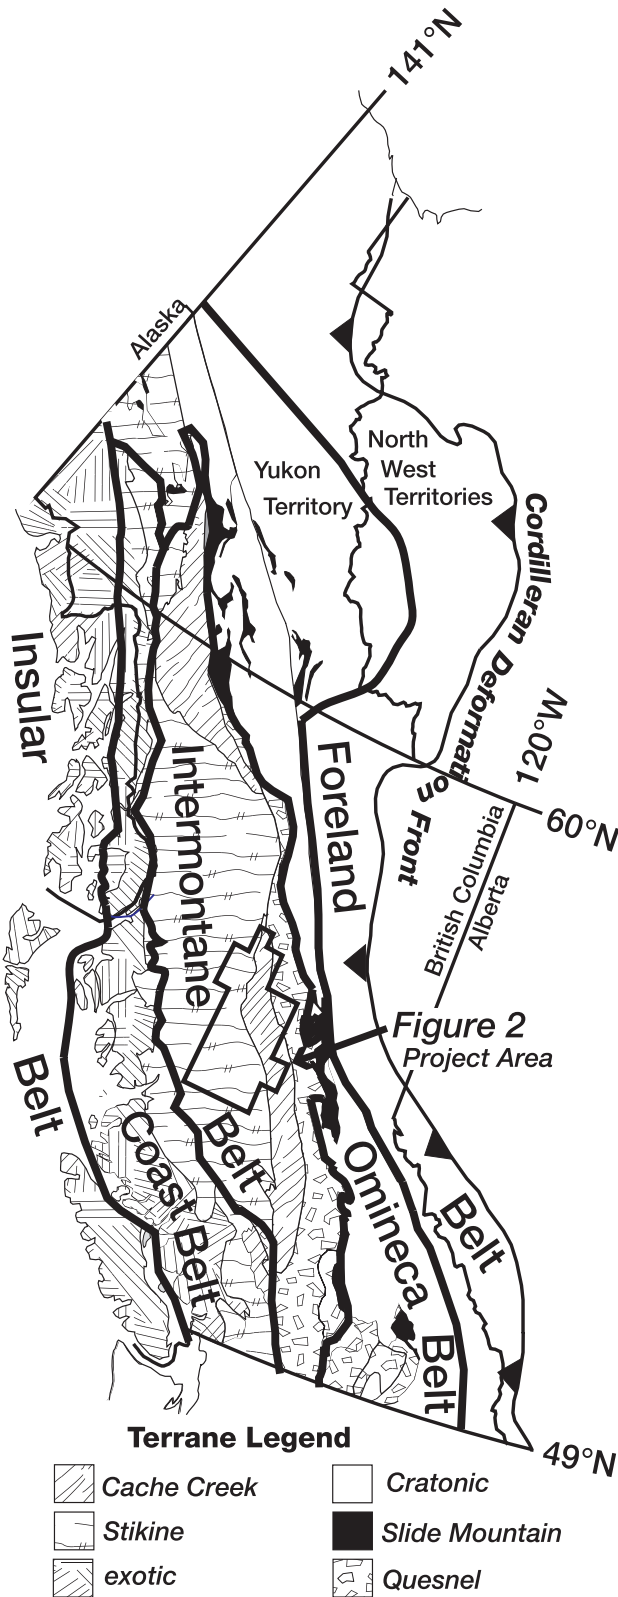 141°N
Alaska
North
West
Territories
Yukon
Territory
Cordilleran Deformation Front
Insular
Belt
120°W
60°N
Intermontane
Belt
Foreland
Belt
British Columbia
Alberta
Figure 2
Project Area
Coast Belt
Omineca
Belt
49°N
Terrane Legend
Cache Creek
Cratonic
Stikine
Slide Mountain
exotic
Quesnel